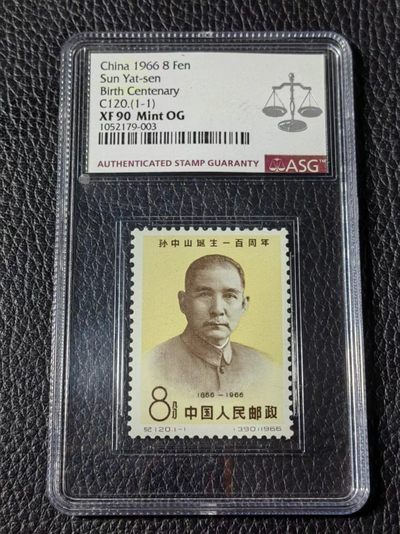 China 1966 8 Fen
Sun Yat-sen
Birth Centenary
C120.(1-1)
XF 90 Mint OG
1052179-003
AUTHENTICATED STAMP GUARANTY ASG™
孙中山诞生一百周年
1866-1966
8分 中国人民邮政
纪120.1-1 (390)1966